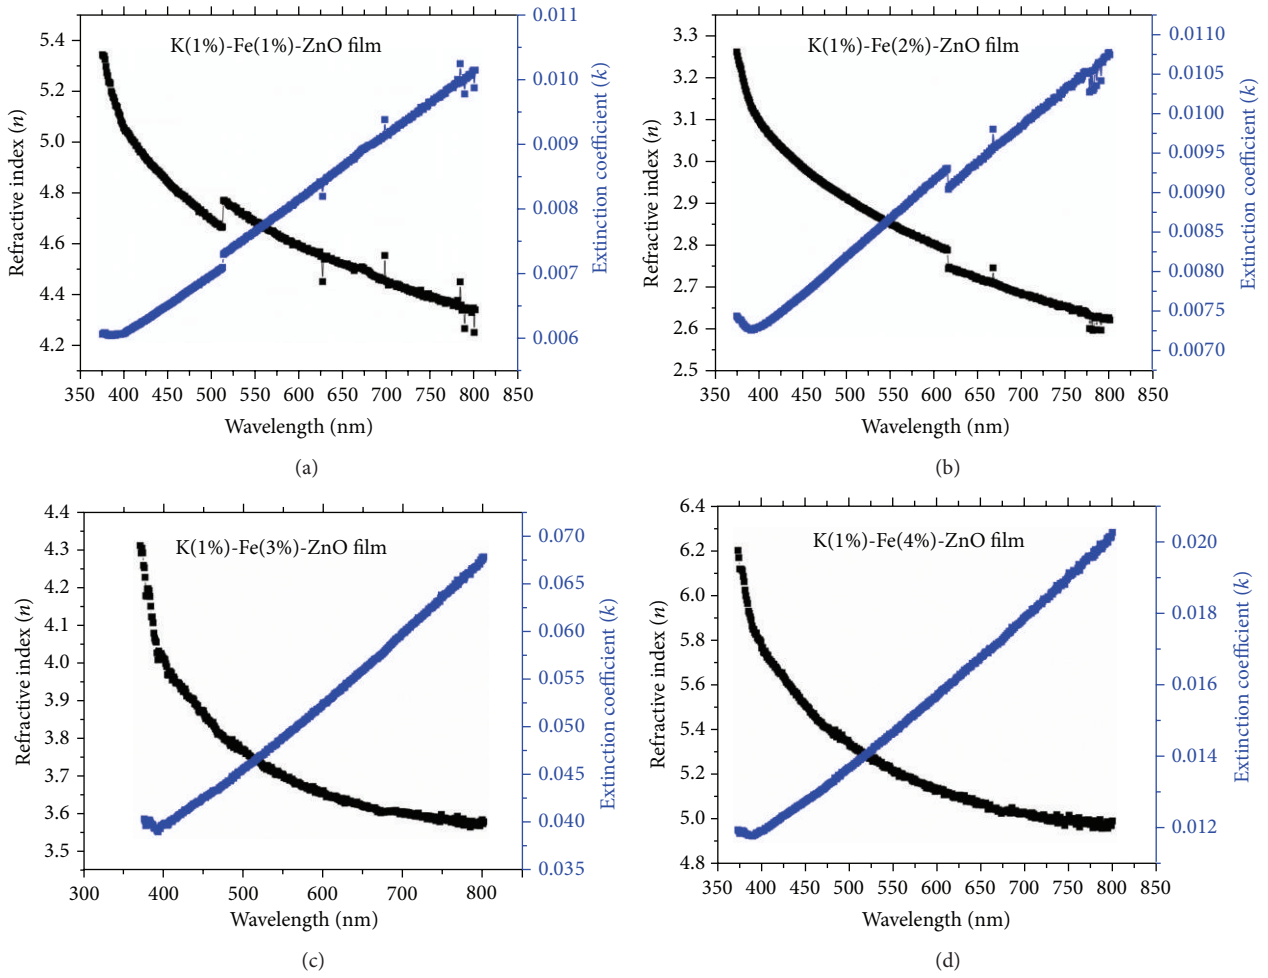 K(1%)-Fe(1%)-ZnO film
Refractive index (n)
5.4
5.2
5.0
4.8
4.6
4.4
4.2
Extinction coefficient (k)
0.011
0.010
0.009
0.008
0.007
0.006
350 400 450 500 550 600 650 700 750 800 850
Wavelength (nm)
(a)
K(1%)-Fe(2%)-ZnO film
Refractive index (n)
3.3
3.2
3.1
3.0
2.9
2.8
2.7
2.6
2.5
Extinction coefficient (k)
0.0110
0.0105
0.0100
0.0095
0.0090
0.0085
0.0080
0.0075
0.0070
350 400 450 500 550 600 650 700 750 800 850
Wavelength (nm)
(b)
K(1%)-Fe(3%)-ZnO film
Refractive index (n)
4.4
4.3
4.2
4.1
4.0
3.9
3.8
3.7
3.6
3.5
Extinction coefficient (k)
0.070
0.065
0.060
0.055
0.050
0.045
0.040
0.035
300 400 500 600 700 800
Wavelength (nm)
(c)
K(1%)-Fe(4%)-ZnO film
Refractive index (n)
6.4
6.2
6.0
5.8
5.6
5.4
5.2
5.0
4.8
Extinction coefficient (k)
0.020
0.018
0.016
0.014
0.012
350 400 450 500 550 600 650 700 750 800 850
Wavelength (nm)
(d)